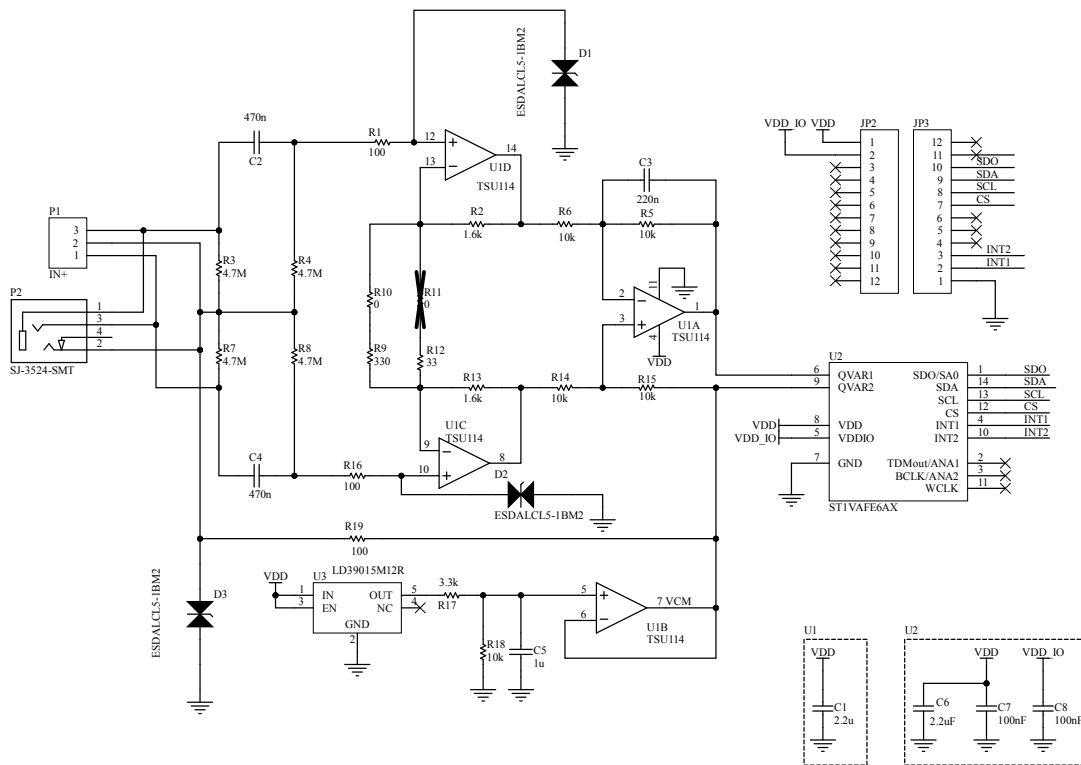 ESDALCL5-1BM2
D1
470n
C2
R1
100
12
13
14
U1D
TSU114
C3
220n
VDD_IO VDD
JP2
1
2
3
4
5
6
7
8
9
10
11
12
JP3
12
11
10
9
8
7
6
5
4
3
2
1
SDO
SDA
SCL
CS
INT2
INT1
P1
3
2
1
IN+
R2
1.6k
R6
10k
R5
10k
R3
4.7M
R4
4.7M
R10
0
R11
0
P2
1
3
4
2
SJ-3524-SMT
R7
4.7M
R8
4.7M
R9
330
R12
33
2
3
11
1
4
U1A
TSU114
VDD
R13
1.6k
R14
10k
R15
10k
U2
6 QVAR1
9 QVAR2
8 VDD
5 VDDIO
7 GND
VDD
VDD_IO
SDO/SA0 1 SDO
SDA 14 SDA
SCL 13 SCL
CS 12 CS
INT1 4 INT1
INT2 10 INT2
TDMout/ANA1 2
BCLK/ANA2 3
WCLK 11
ST1VAFE6AX
U1C
TSU114
9
10
8
C4
470n
R16
100
D2
ESDALCL5-1BM2
R19
100
ESDALCL5-1BM2
D3
VDD
U3
LD39015M12R
1 IN
3 EN
OUT 5
NC 4
GND
2
3.3k
R17
R18
10k
C5
1u
5
6
7 VCM
U1B
TSU114
U1
VDD
C1
2.2u
U2
VDD
VDD_IO
C6
2.2uF
C7
100nF
C8
100nF